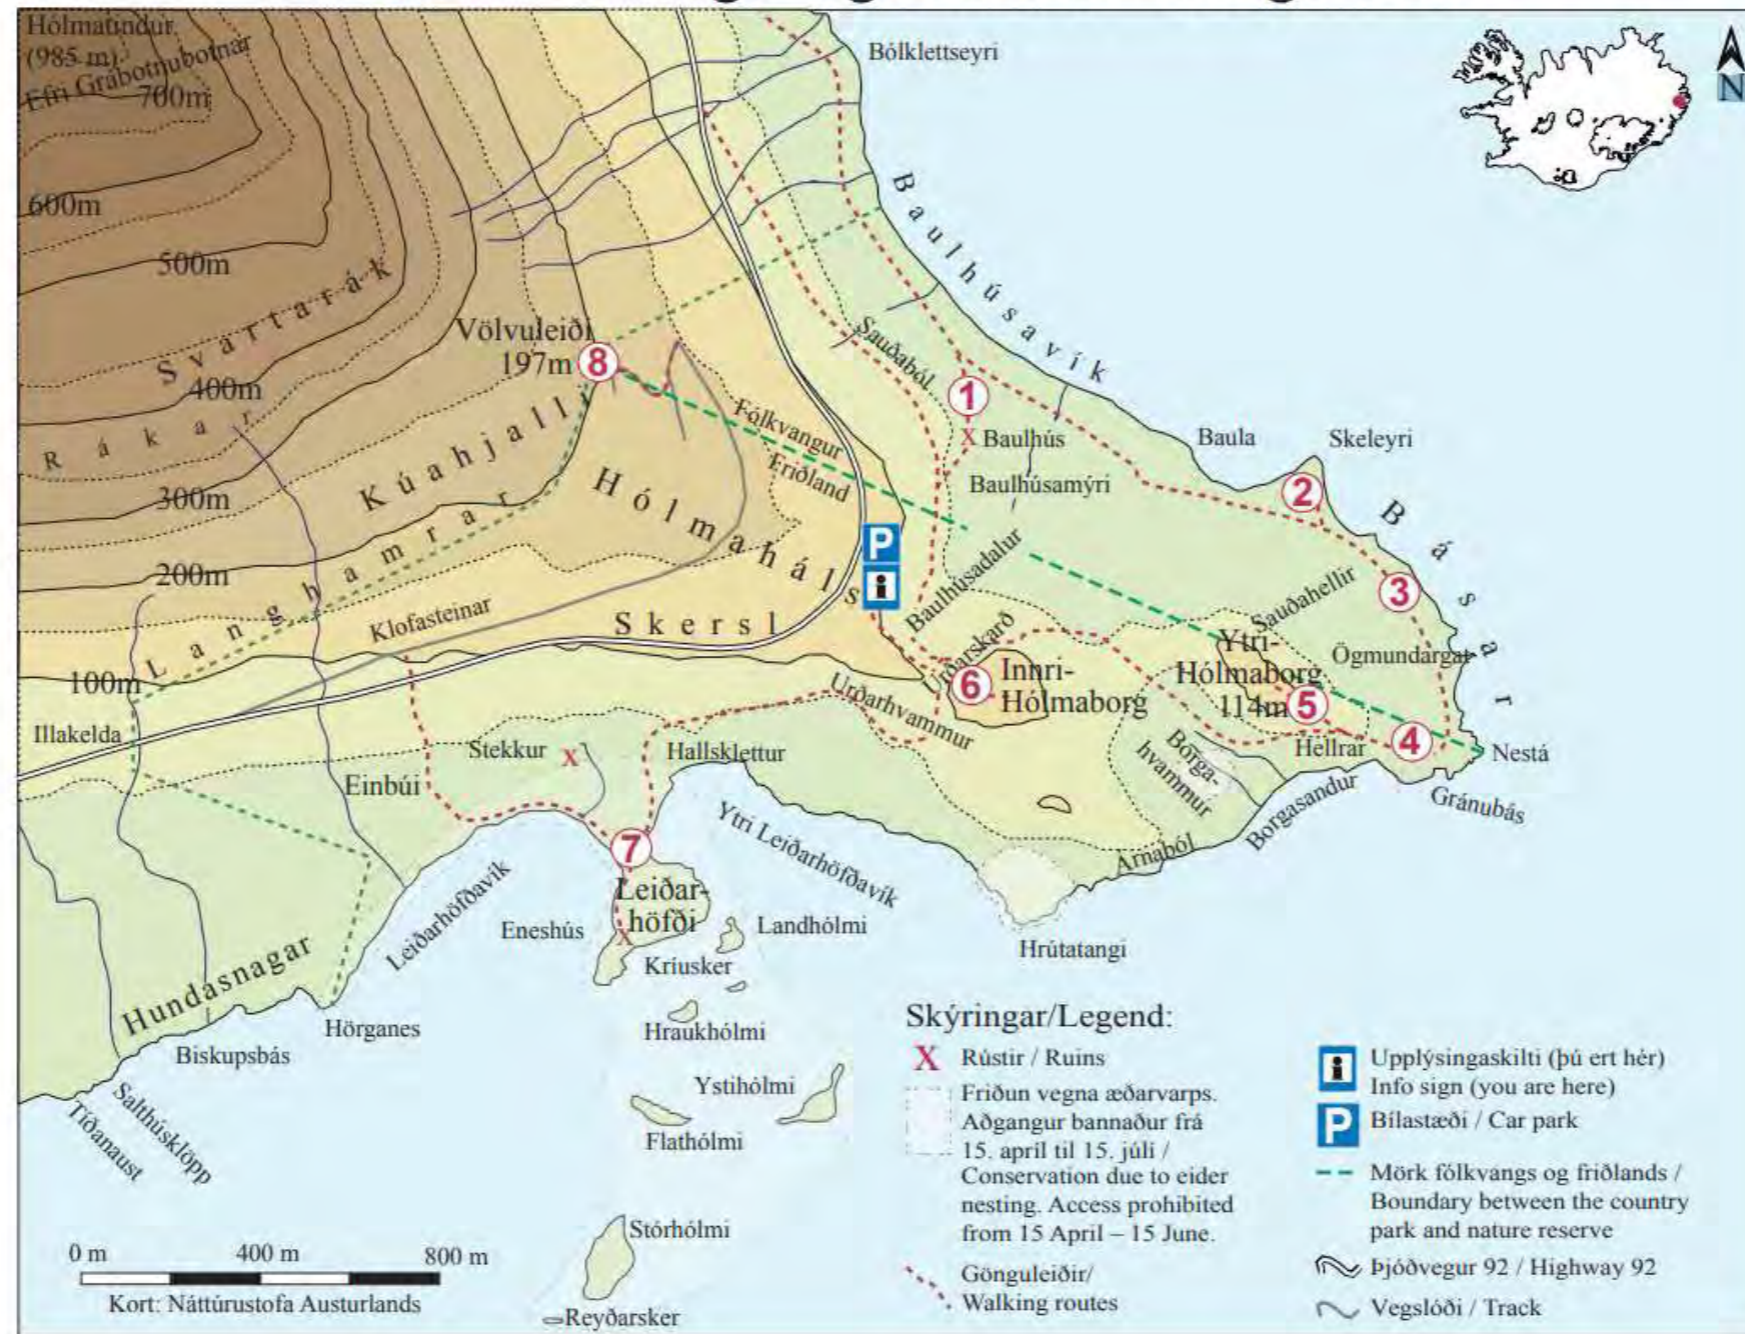 Hólmatindur
(985 m)
Efri Grábotnubotnar
700m
600m
500m
Svartarák
400m
Rákar
300m
200m
100m
Bólklettseyri
N
Baulhúsavík
Völvuleiði
197m
8
Sauðaból
1
X Baulhús
Baulhúsamýri
Baula
Skeleyri
2
Básar
3
Kúahjalli
Langhamrar
Hólmaháls
Fólkvangur
Friðland
P
i
Klofasteinar
Skersl
Baulhúsadalur
Urðarskarð
6
Innri-
Hólmaborg
Sauðahellir
Ytri-
Hólmaborg
114m
5
Ögmundargat
4
Hellrar
Nestá
Gránubás
Borga-
hvammur
Borgasandur
Arnaból
Hrútatangi
Illakelda
Einbúi
Stekkur
X
Hallsklettur
Urðarhvammur
7
Ytri Leiðarhöfðavík
Leiðarhöfðavík
Leiðar-
höfði
X
Eneshús
Landhólmi
Kríusker
Hraukhólmi
Ystihólmi
Flathólmi
Stórhólmi
Reyðarsker
Hundasnagar
Hörganes
Biskupsbás
Salthúsklöpp
Tíðanaust
0 m 400 m 800 m
Kort: Náttúrustofa Austurlands
Skýringar/Legend:
X Rústir / Ruins
Friðun vegna æðarvarps.
Aðgangur bannaður frá
15. apríl til 15. júlí /
Conservation due to eider
nesting. Access prohibited
from 15 April – 15 June.
Gönguleiðir/
Walking routes
i Upplýsingaskilti (þú ert hér)
Info sign (you are here)
P Bílastæði / Car park
Mörk fólkvangs og friðlands /
Boundary between the country
park and nature reserve
Þjóðvegur 92 / Highway 92
Vegslóði / Track